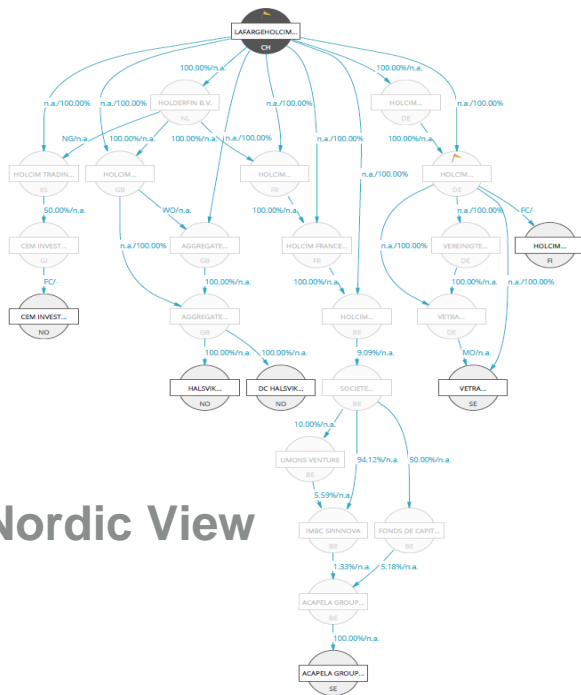 LAFARGEHOLCIM...
CH
100.00%/n.a.
100.00%/n.a.
n.a./100.00%
n.a./100.00%
HOLDERFIN B.V.
NL
HOLCIM...
DE
n.a./100.00%
NG/n.a.
100.00%/n.a.
100.00%/n.a.
n.a./100.00%
100.00%/n.a.
HOLCIM TRADIN...
ES
HOLCIM...
GB
HOLCIM...
FR
n.a./100.00%
HOLCIM...
DE
50.00%/n.a.
WO/n.a.
100.00%/n.a.
n.a./100.00%
FC/-
CEM INVEST...
GI
n.a./100.00%
AGGREGATE...
GB
HOLCIM FRANCE...
FR
n.a./100.00%
VEREINIGTE...
DE
HOLCIM...
FI
FC/-
100.00%/n.a.
100.00%/n.a.
100.00%/n.a.
n.a./100.00%
CEM INVEST...
NO
AGGREGATE...
GB
HOLCIM...
BE
VETRA...
DE
100.00%/n.a.
100.00%/n.a.
9.09%/n.a.
MO/n.a.
HALSVIK...
NO
DC HALSVIK...
NO
SOCIETE...
BE
VETRA...
SE
10.00%/n.a.
UMONS VENTURE
BE
94.12%/n.a.
50.00%/n.a.
5.59%/n.a.
Nordic View
IMBC SPINNOVA
BE
FONDS DE CAPIT...
BE
1.33%/n.a.
5.18%/n.a.
ACAPELA GROUP...
BE
100.00%/n.a.
ACAPELA GROUP...
SE